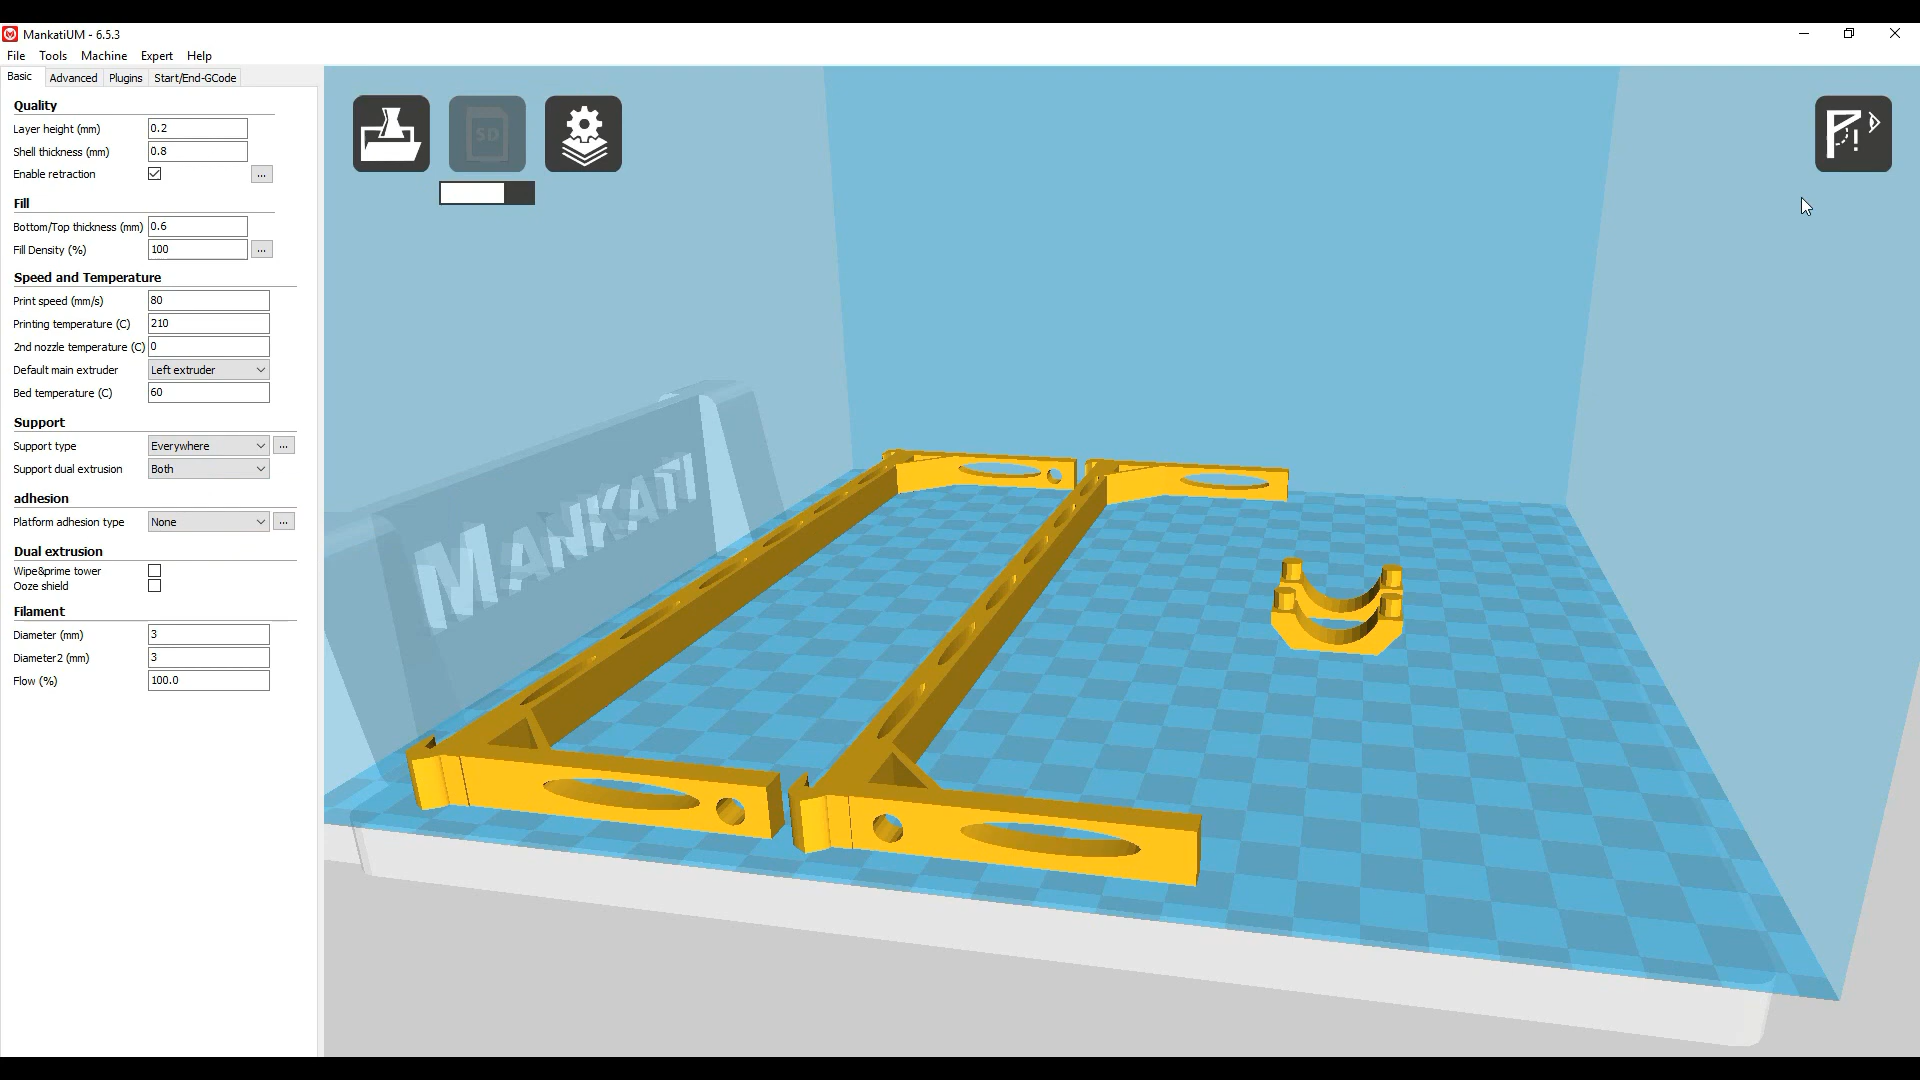 MankatiUM - 6.5.3
File Tools Machine Expert Help
Basic Advanced Plugins Start/End-GCode
Quality
Layer height (mm) 0.2
Shell thickness (mm) 0.8
Enable retraction ...
Fill
Bottom/Top thickness (mm) 0.6
Fill Density (%) 100 ...
Speed and Temperature
Print speed (mm/s) 80
Printing temperature (C) 210
2nd nozzle temperature (C) 0
Default main extruder Left extruder
Bed temperature (C) 60
Support
Support type Everywhere ...
Support dual extrusion Both
adhesion
Platform adhesion type None ...
Dual extrusion
Wipe&prime tower
Ooze shield
Filament
Diameter (mm) 3
Diameter2 (mm) 3
Flow (%) 100.0
SD
MANKATI